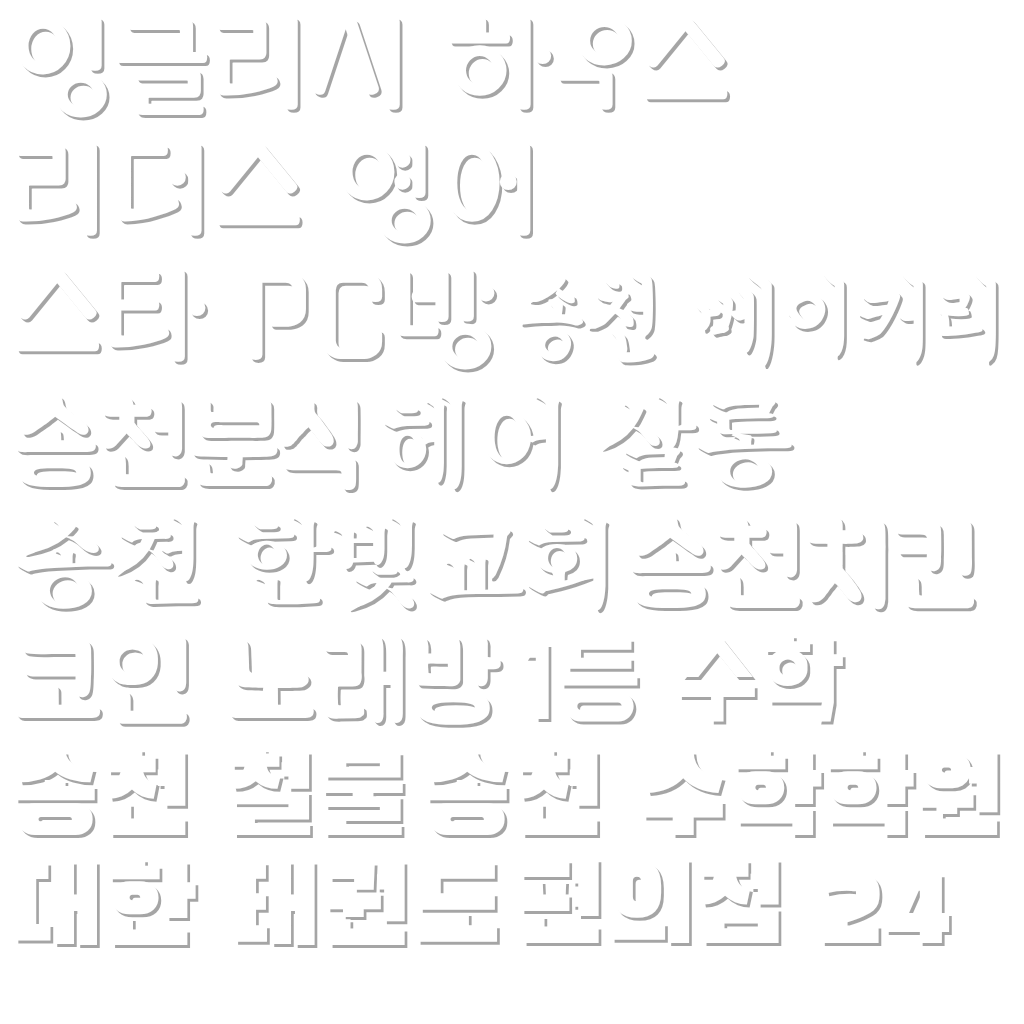 잉글리시 하우스
리더스 영어
스타 PC방 송천 베이커리
송천분식 헤어 살롱
송천 한빛교회 송천치킨
코인 노래방 1등 수학
송천 철물 송천 수학학원
대한 태권도 편의점 24